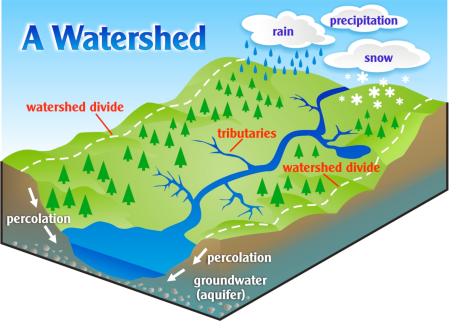 A Watershed
precipitation
rain
snow
watershed divide
tributaries
watershed divide
percolation
percolation
groundwater
(aquifer)